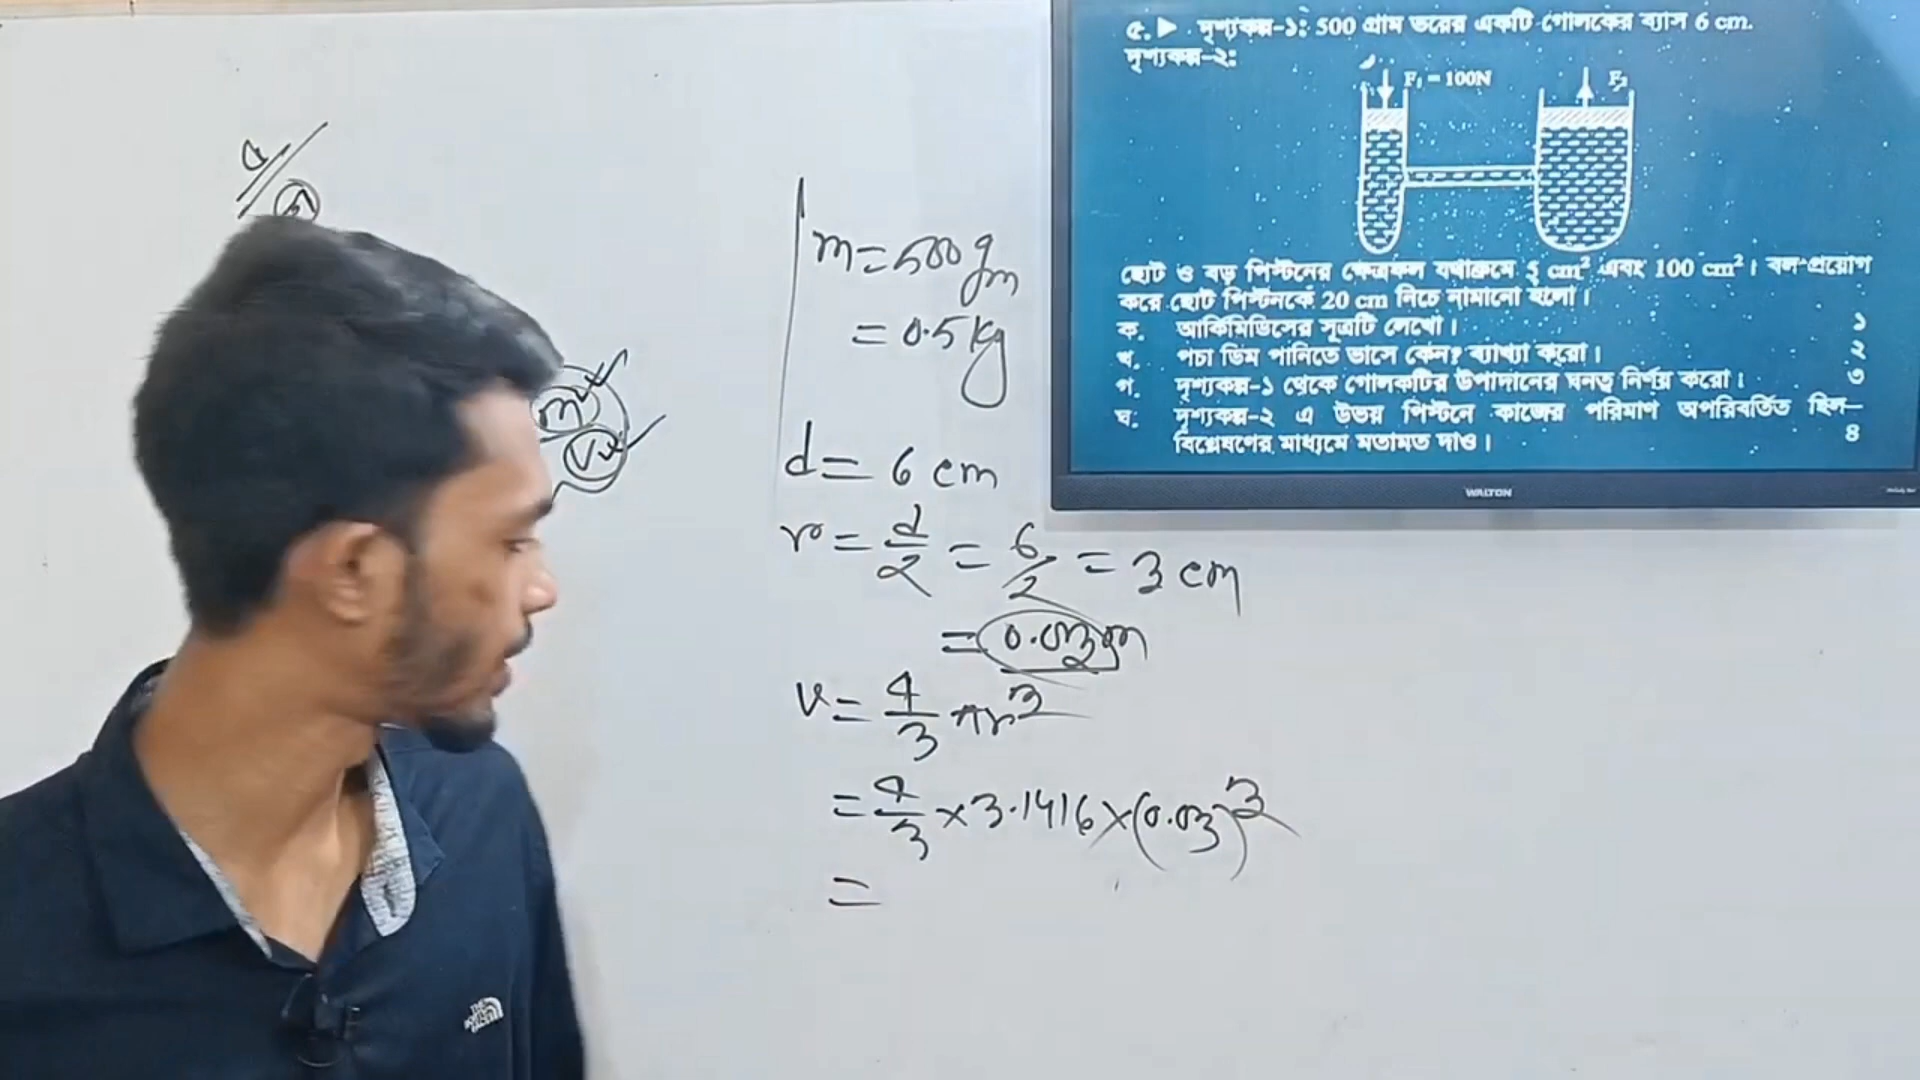 ৫. ▶ দৃশ্যকল্প-১: 500 গ্রাম ভরের একটি গোলকের ব্যাস 6 cm.
দৃশ্যকল্প-২:
F₁ = 100N
F₂
ছোট ও বড় পিস্টনের ক্ষেত্রফল যথাক্রমে 5 cm² এবং 100 cm²। বল প্রয়োগ
করে ছোট পিস্টনকে 20 cm নিচে নামানো হলো।
ক. আর্কিমিডিসের সূত্রটি লেখো। ১
খ. পচা ডিম পানিতে ভাসে কেন? ব্যাখ্যা করো। ২
গ. দৃশ্যকল্প-১ থেকে গোলকটির উপাদানের ঘনত্ব নির্ণয় করো। ৩
ঘ. দৃশ্যকল্প-২ এ উভয় পিস্টনে কাজের পরিমাণ অপরিবর্তিত ছিল—
বিশ্লেষণের মাধ্যমে মতামত দাও। ৪
WALTON
m = 500 gm
= 0.5 kg
d = 6 cm
r = d/2 = 6/2 = 3 cm
= 0.03 m
v = 4/3 πr³
= 4/3 × 3.1416 × (0.03)³
=
m
v
THE NORTH FACE